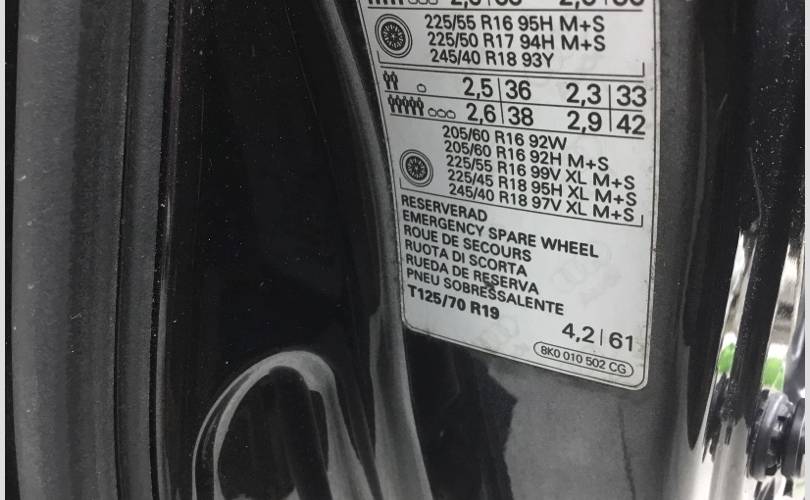 225/55 R16 95H M+S
225/50 R17 94H M+S
245/40 R18 93Y
2,5|36 2,3|33
2,6|38 2,9|42
205/60 R16 92W
205/60 R16 92H M+S
225/55 R16 99V XL M+S
225/45 R18 95H XL M+S
245/40 R18 97V XL M+S
RESERVERAD
EMERGENCY SPARE WHEEL
ROUE DE SECOURS
RUOTA DI SCORTA
RUEDA DE RESERVA
PNEU SOBRESSALENTE
T125/70 R19
4,2|61
8K0 010 502 CG